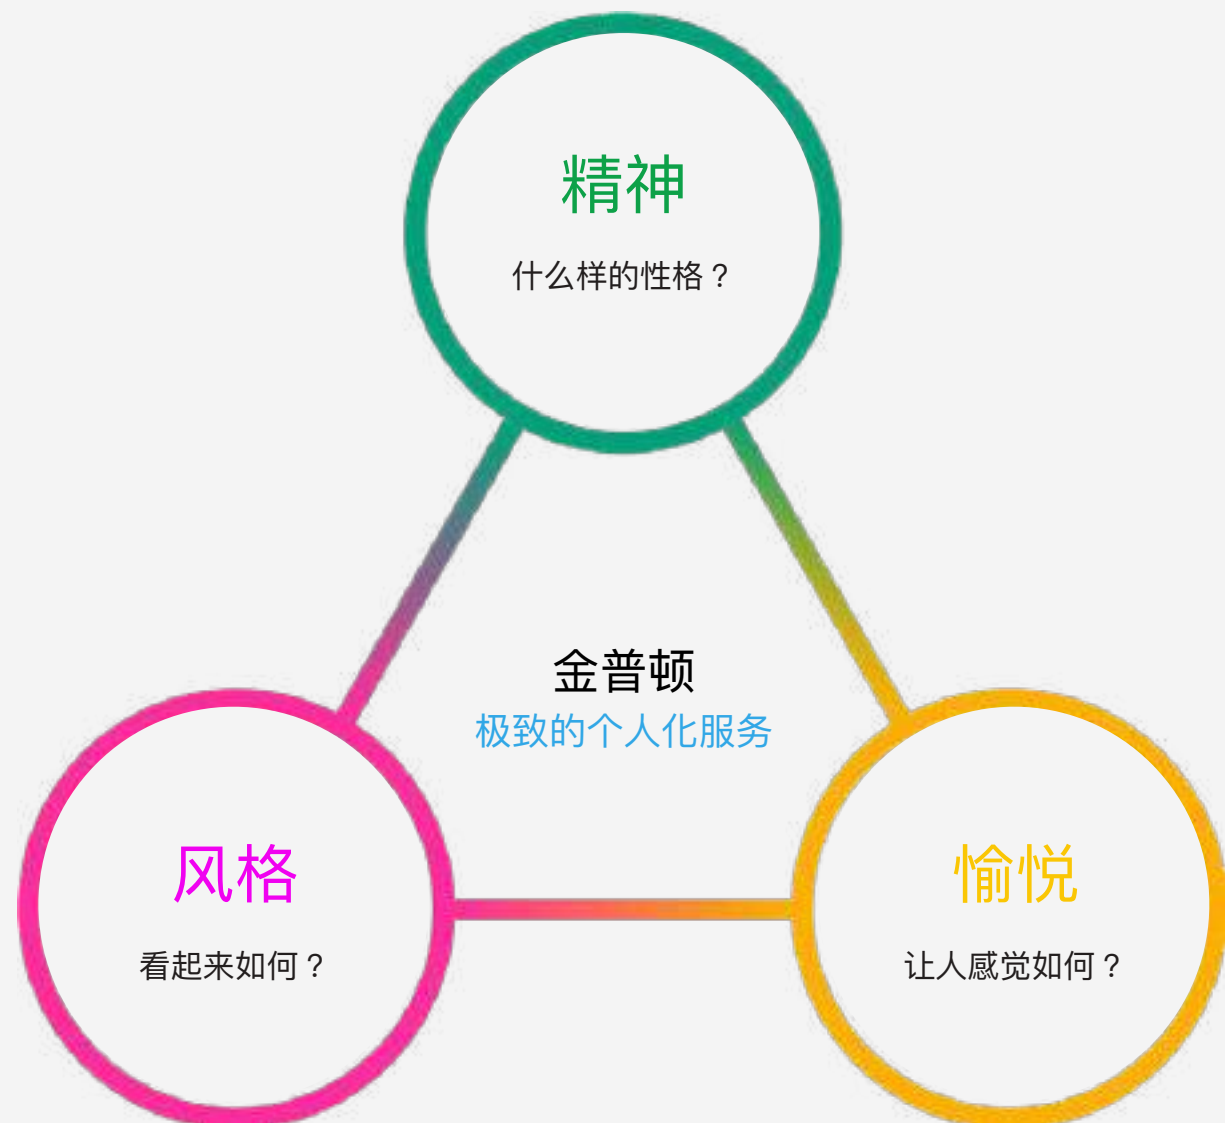 精神
什么样的性格？
金普顿
极致的个人化服务
风格
看起来如何？
愉悦
让人感觉如何？